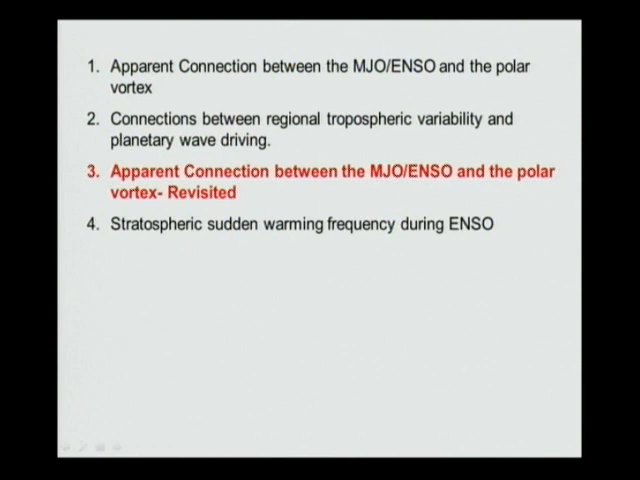 1. Apparent Connection between the MJO/ENSO and the polar
vortex
2. Connections between regional tropospheric variability and
planetary wave driving.
3. Apparent Connection between the MJO/ENSO and the polar
vortex- Revisited
4. Stratospheric sudden warming frequency during ENSO